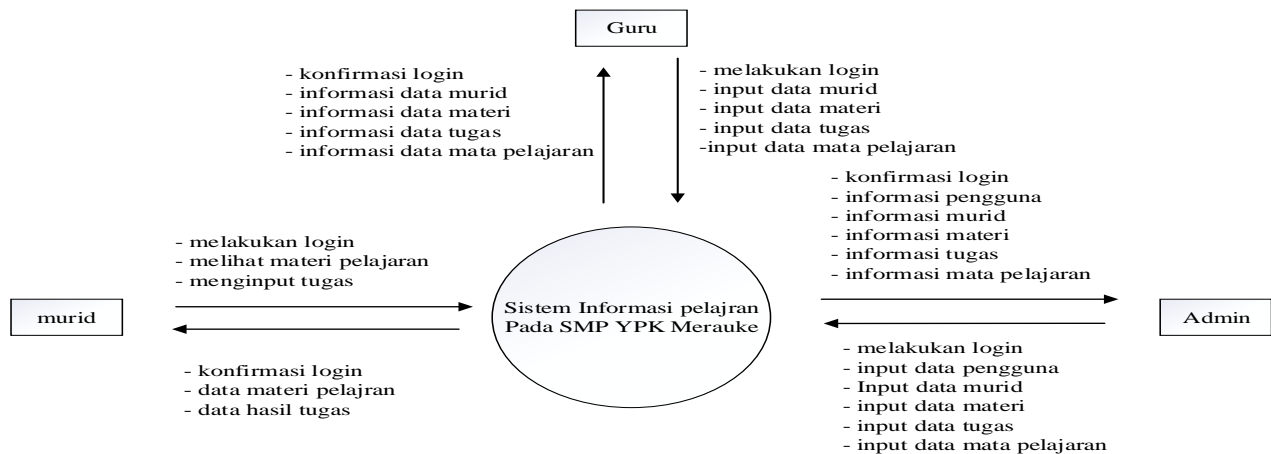 Guru
- konfirmasi login
- informasi data murid
- informasi data materi
- informasi data tugas
- informasi data mata pelajaran
- melakukan login
- input data murid
- input data materi
- input data tugas
-input data mata pelajaran
- konfirmasi login
- informasi pengguna
- informasi murid
- informasi materi
- informasi tugas
- informasi mata pelajaran
- melakukan login
- melihat materi pelajaran
- menginput tugas
murid
Sistem Informasi pelajran
Pada SMP YPK Merauke
Admin
- konfirmasi login
- data materi pelajran
- data hasil tugas
- melakukan login
- input data pengguna
- Input data murid
- input data materi
- input data tugas
- input data mata pelajaran